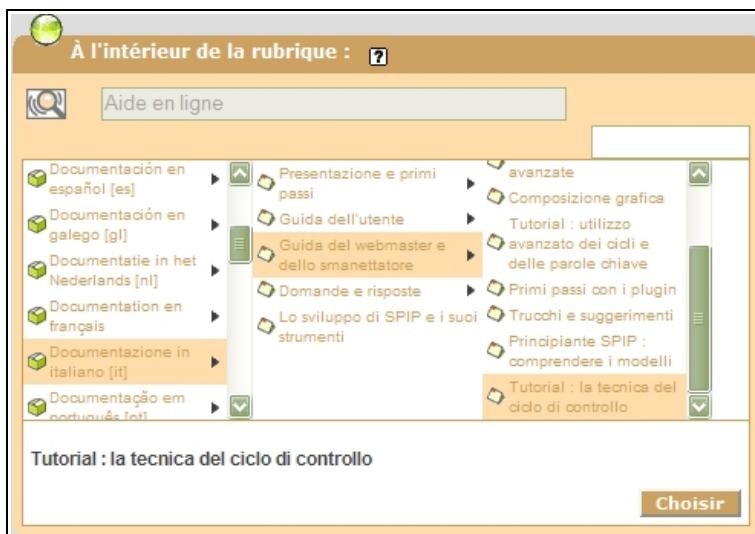 À l'intérieur de la rubrique :
?
Aide en ligne
Documentación en
español [es]
Documentación en
galego [gl]
Documentatie in het
Nederlands [nl]
Documentation en
français
Documentazione in
italiano [it]
Documentação em
português [pt]
Presentazione e primi
passi
Guida dell'utente
Guida del webmaster e
dello smanettatore
Domande e risposte
Lo sviluppo di SPIP e i suoi
strumenti
avanzate
Composizione grafica
Tutorial : utilizzo
avanzato dei cicli e
delle parole chiave
Primi passi con i plugin
Trucchi e suggerimenti
Principiante SPIP :
comprendere i modelli
Tutorial : la tecnica del
ciclo di controllo
Tutorial : la tecnica del ciclo di controllo
Choisir